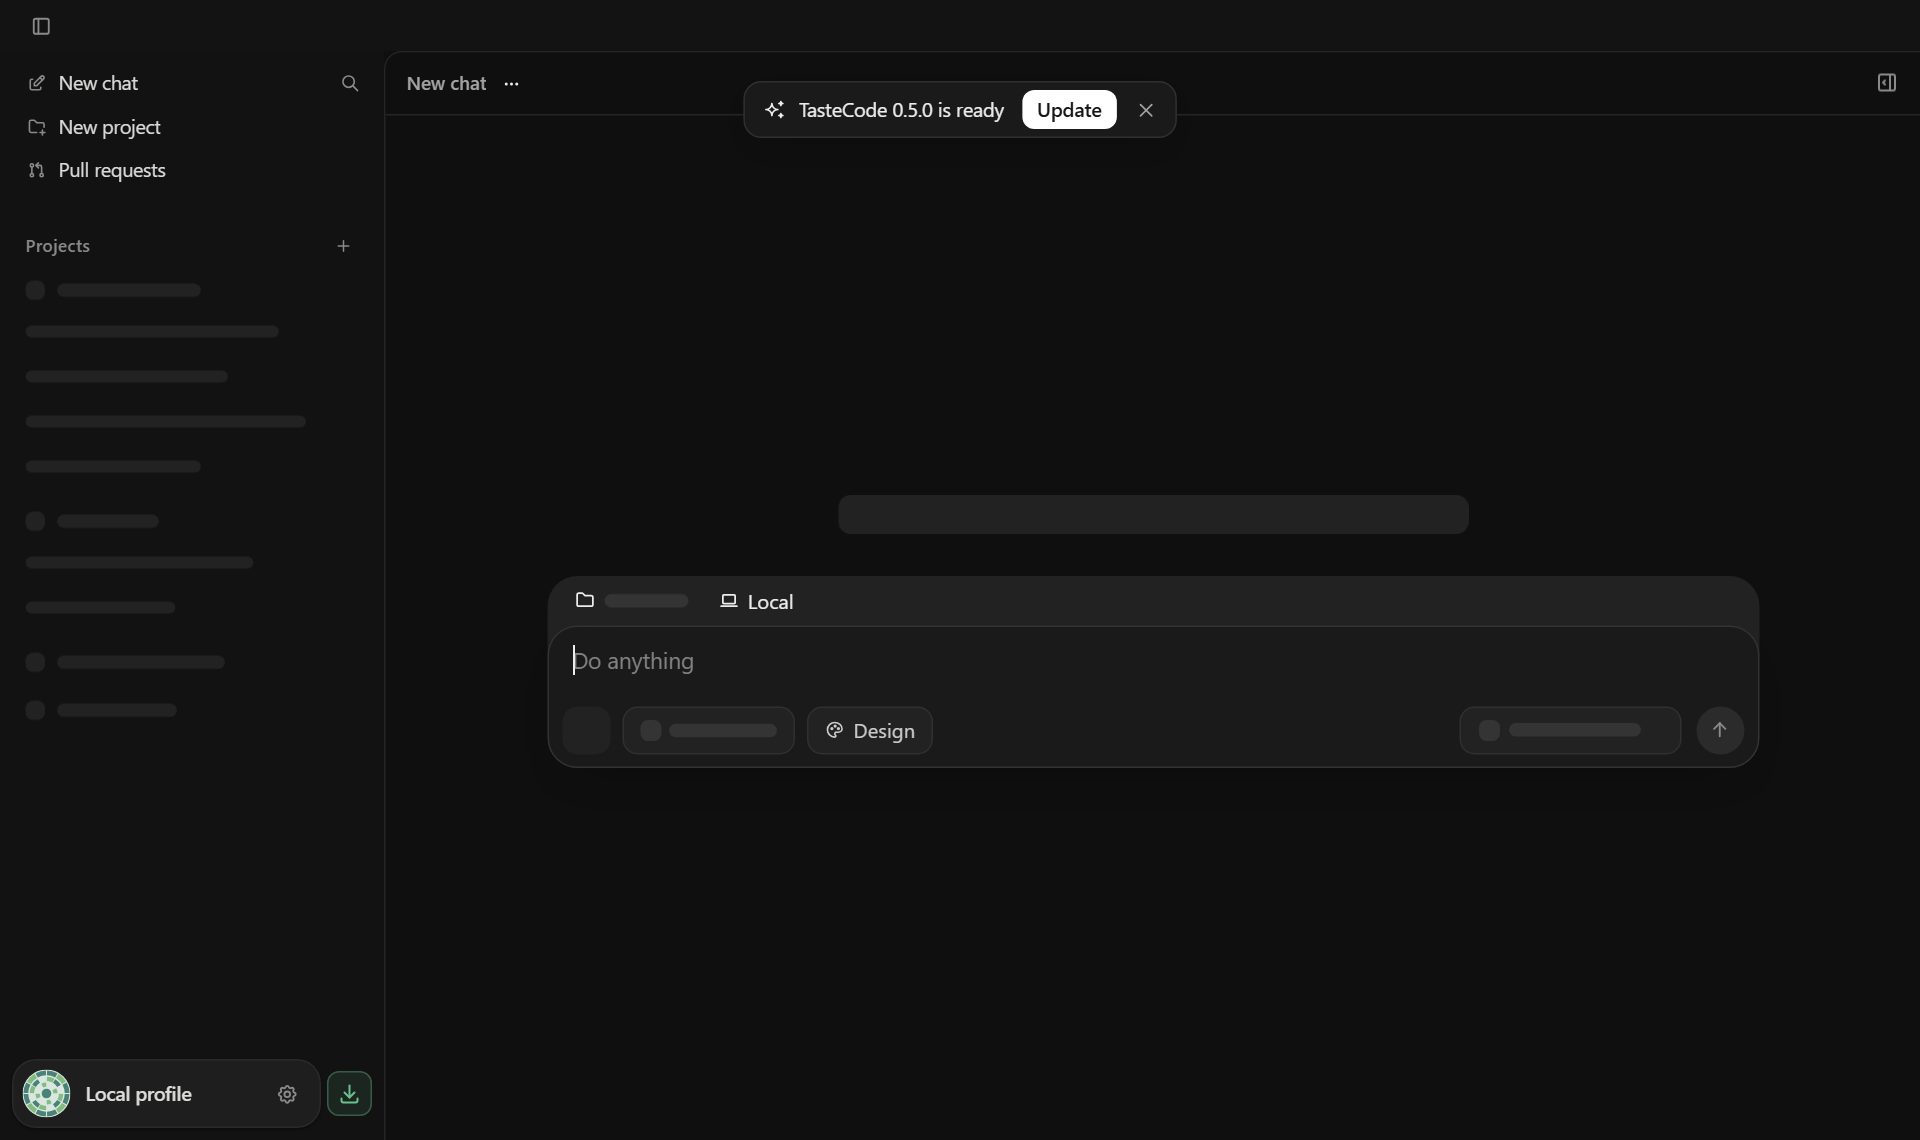 New chat
New project
Pull requests
Projects
Local profile
New chat
TasteCode 0.5.0 is ready
Update
Local
Do anything
Design